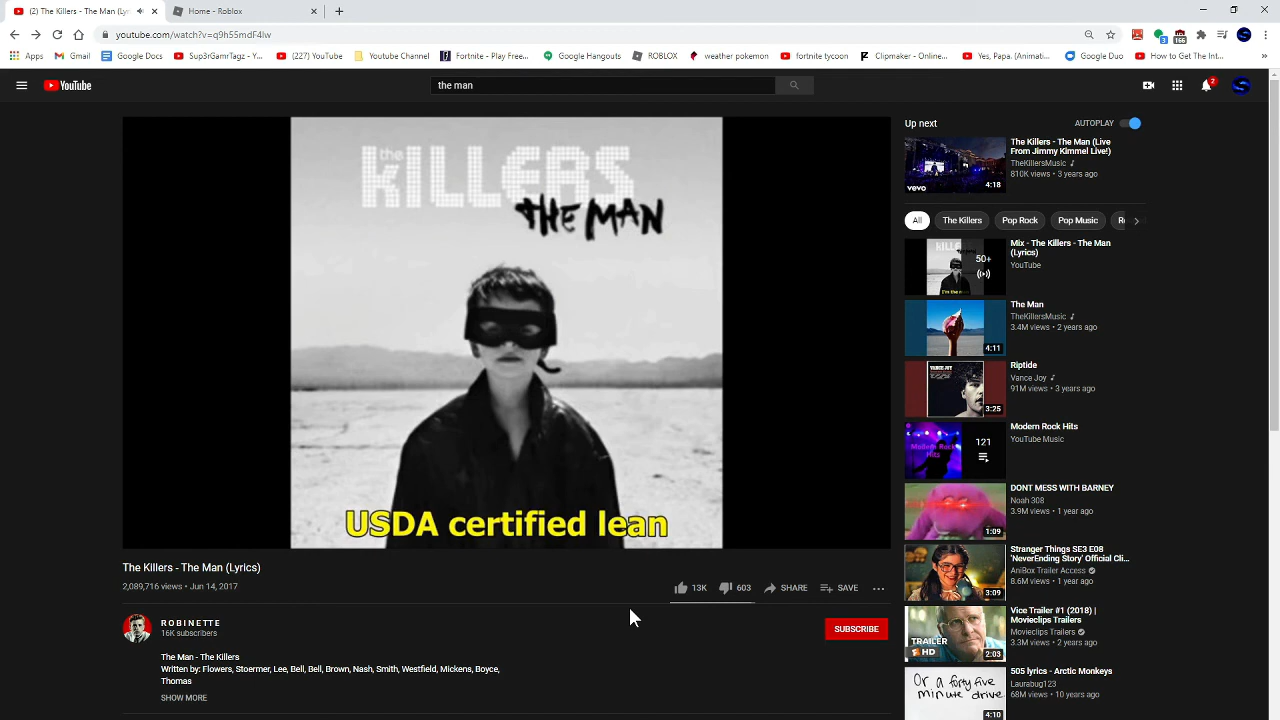 (2) The Killers - The Man (Lyr
Home - Roblox
youtube.com/watch?v=q9h55mdF4lw
Apps
Gmail
Google Docs
Sup3rGamrTagz - Y...
(227) YouTube
Youtube Channel
Fortnite - Play Free...
Google Hangouts
ROBLOX
weather pokemon
fortnite tycoon
Clipmaker - Online...
Yes, Papa. (Animati...
Google Duo
How to Get The Int...
3
166
YouTube
the man
2
the
KILLERS
THE MAN
USDA certified lean
The Killers - The Man (Lyrics)
2,089,716 views • Jun 14, 2017
13K
603
SHARE
SAVE
ROBINETTE
16K subscribers
SUBSCRIBE
The Man - The Killers
Written by: Flowers, Stoermer, Lee, Bell, Bell, Brown, Nash, Smith, Westfield, Mickens, Boyce,
Thomas
SHOW MORE
Up next
AUTOPLAY
vevo
4:18
The Killers - The Man (Live
From Jimmy Kimmel Live!)
TheKillersMusic
810K views • 3 years ago
All
The Killers
Pop Rock
Pop Music
50+
Mix - The Killers - The Man
(Lyrics)
YouTube
4:11
The Man
TheKillersMusic
3.4M views • 2 years ago
VANCE JOY
3:25
Riptide
Vance Joy
91M views • 3 years ago
Modern Rock
Hits
121
Modern Rock Hits
YouTube Music
1:09
DONT MESS WITH BARNEY
Noah 308
3.9M views • 1 year ago
3:09
Stranger Things SE3 E08
'NeverEnding Story' Official Cli...
AniBox Trailer Access
8.6M views • 1 year ago
TRAILER
HD
2:03
Vice Trailer #1 (2018) |
Movieclips Trailers
Movieclips Trailers
3.3M views • 2 years ago
Or a forty five
minute drive
4:10
505 lyrics - Arctic Monkeys
Laurabug123
68M views • 10 years ago